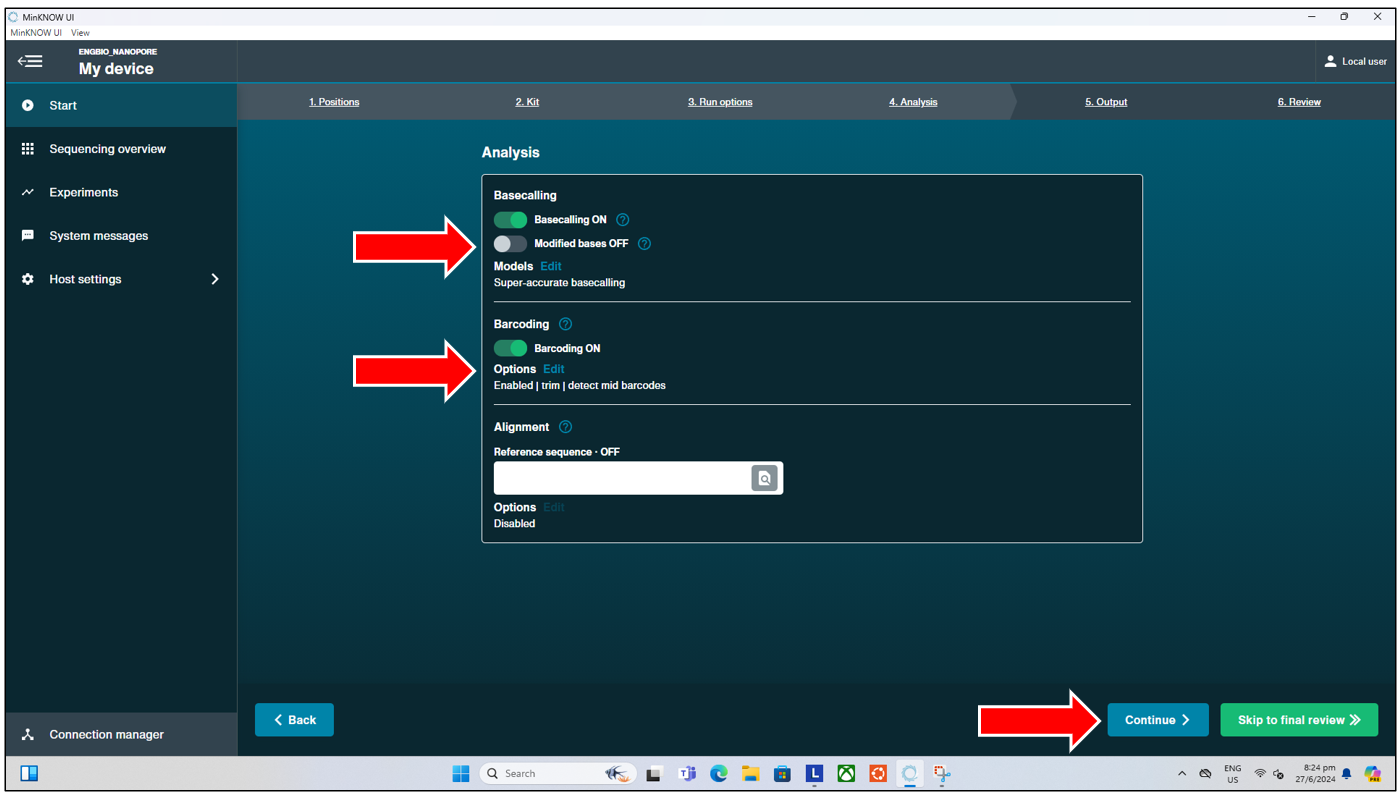 MinKNOW UI
MinKNOW UI View
ENGBIO_NANOPORE
My device
Local user
Start
Sequencing overview
Experiments
System messages
Host settings
Connection manager
1. Positions
2. Kit
3. Run options
4. Analysis
5. Output
6. Review
Analysis
Basecalling
Basecalling ON ?
Modified bases OFF ?
Models Edit
Super-accurate basecalling
Barcoding ?
Barcoding ON
Options Edit
Enabled | trim | detect mid barcodes
Alignment ?
Reference sequence · OFF
Options Edit
Disabled
Back
Continue
Skip to final review
Search
L
ENG
US
8:24 pm
27/6/2024